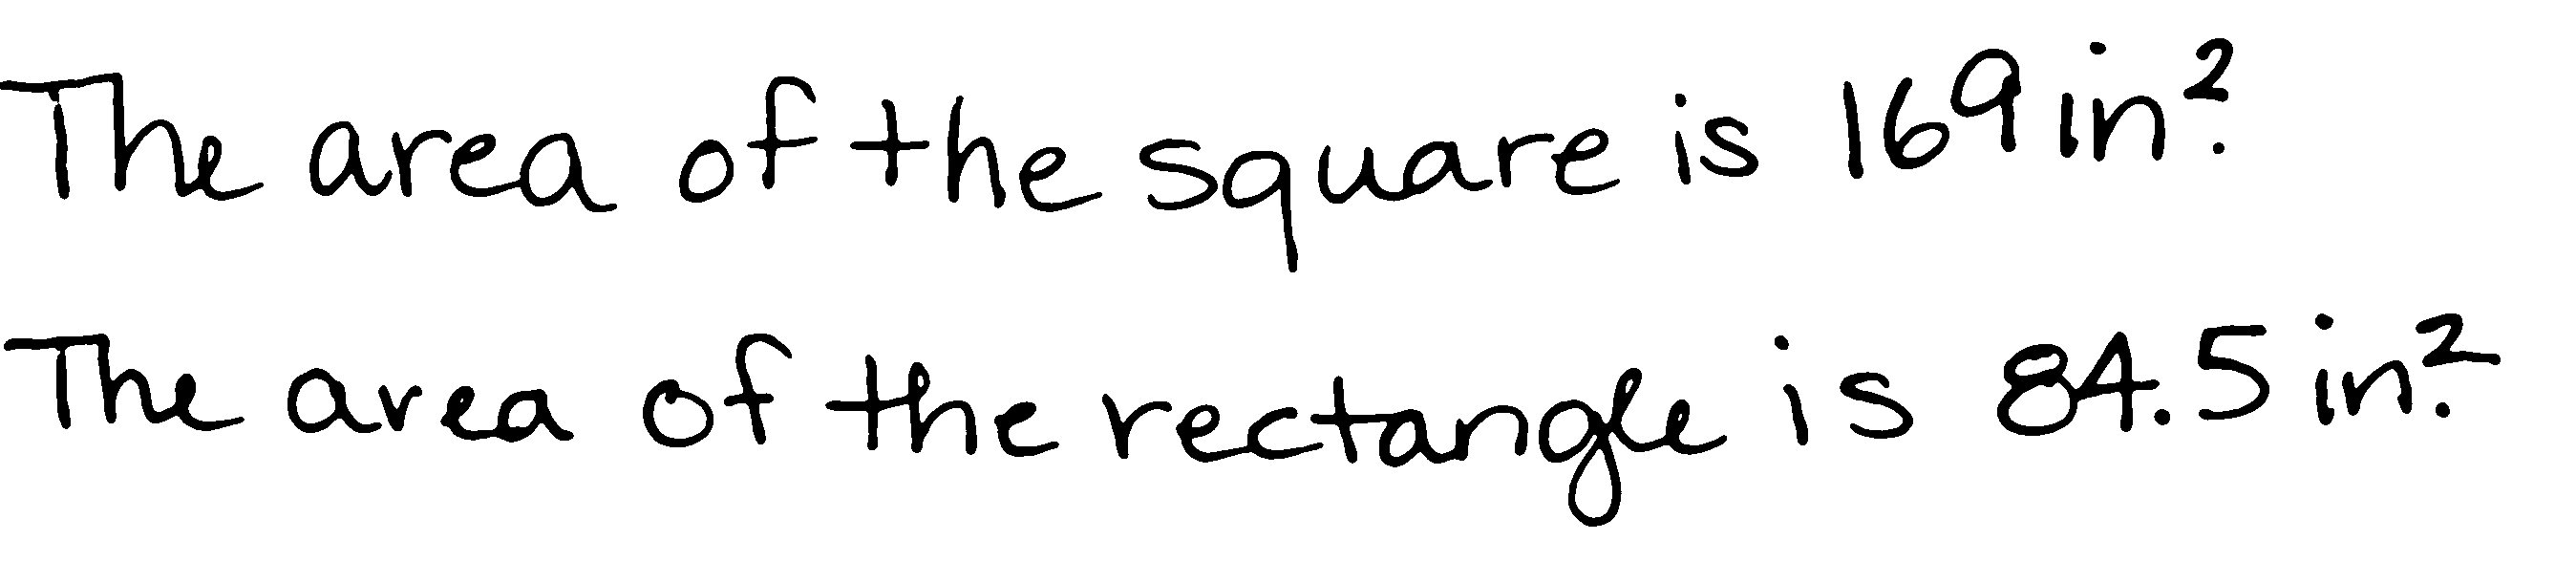 The area of the square is 169 in².
The area of the rectangle is 84.5 in².